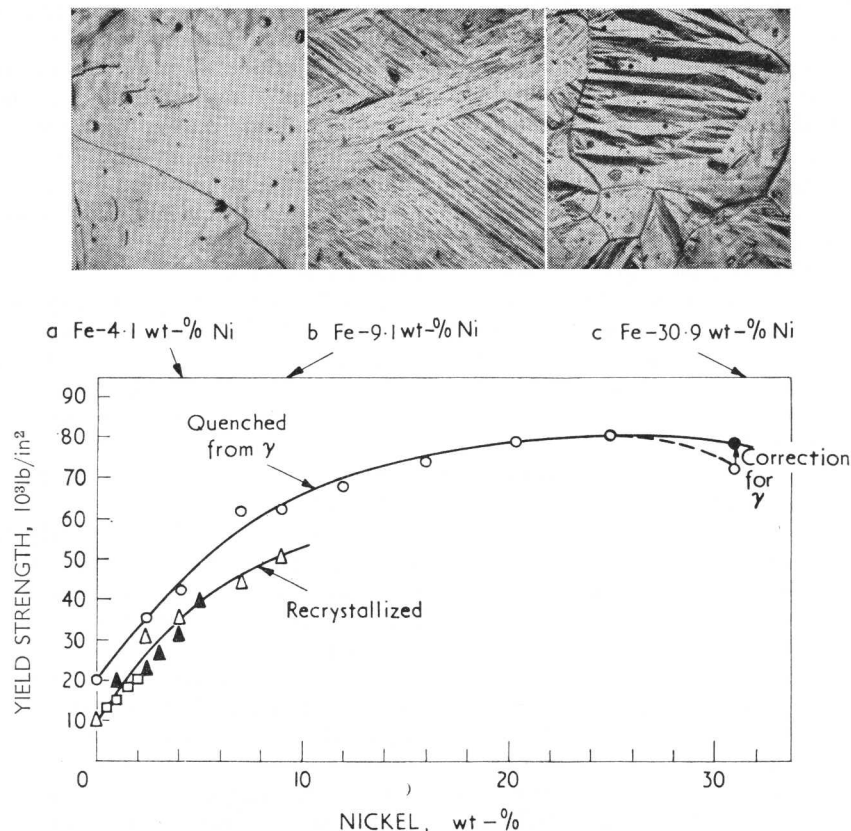 a Fe-4·1 wt-% Ni b Fe-9·1 wt-% Ni c Fe-30·9 wt-% Ni
90
80
70
60
50
40
30
20
10
YIELD STRENGTH, 10³lb/in²
Quenched
from γ
Recrystallized
Correction
for
γ
0 10 20 30
NICKEL, wt-%